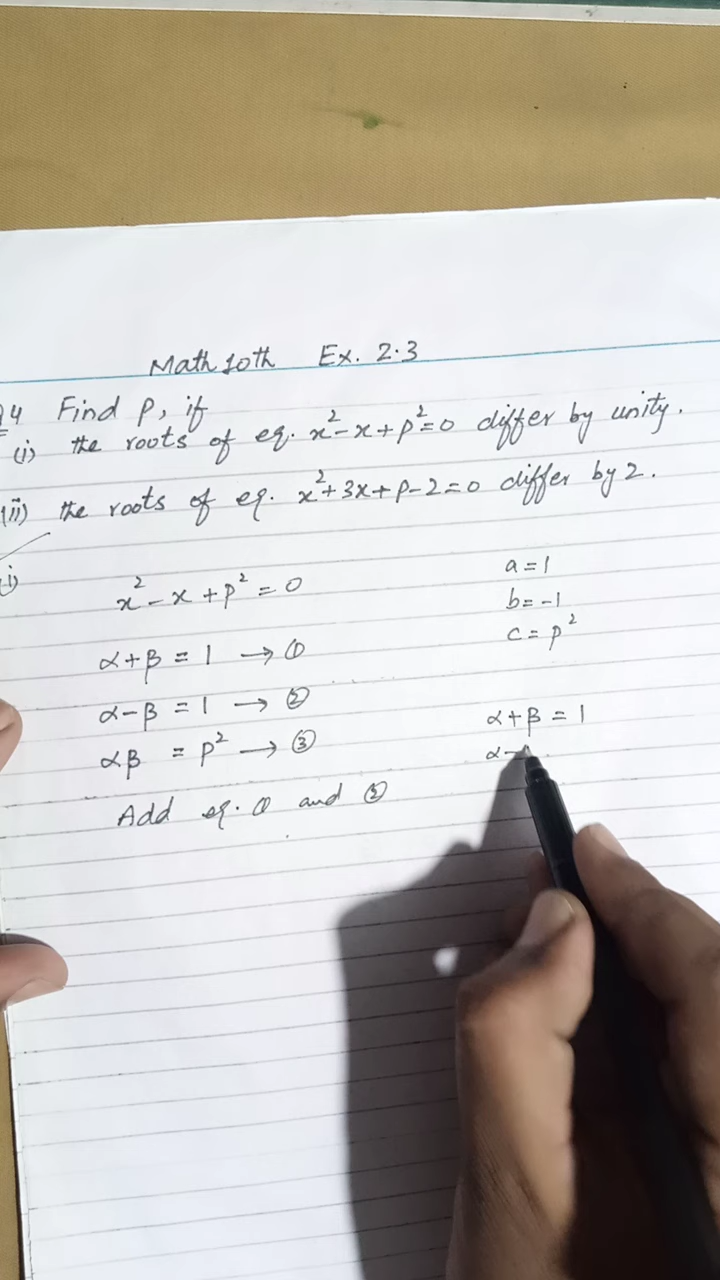 Math 10th Ex. 2.3
Q4 Find P, if
(i) the roots of eq. x²-x+p²=0 differ by unity.
(ii) the roots of eq. x²+3x+p-2=0 differ by 2.
(i)
x² - x + p² = 0
a = 1
b = -1
c = p²
α+β = 1 → ①
α-β = 1 → ②
αβ = p² → ③
α+β = 1
α-
Add eq. ① and ②